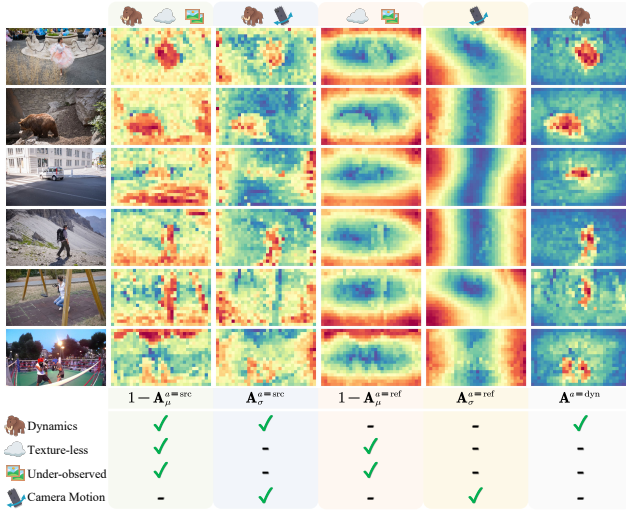 1 − A_μ^{a=src} A_σ^{a=src} 1 − A_μ^{a=ref} A_σ^{a=ref} A^{a=dyn}
Dynamics ✓ ✓ - - ✓
Texture-less ✓ - ✓ - -
Under-observed ✓ - ✓ - -
Camera Motion - ✓ - ✓ -